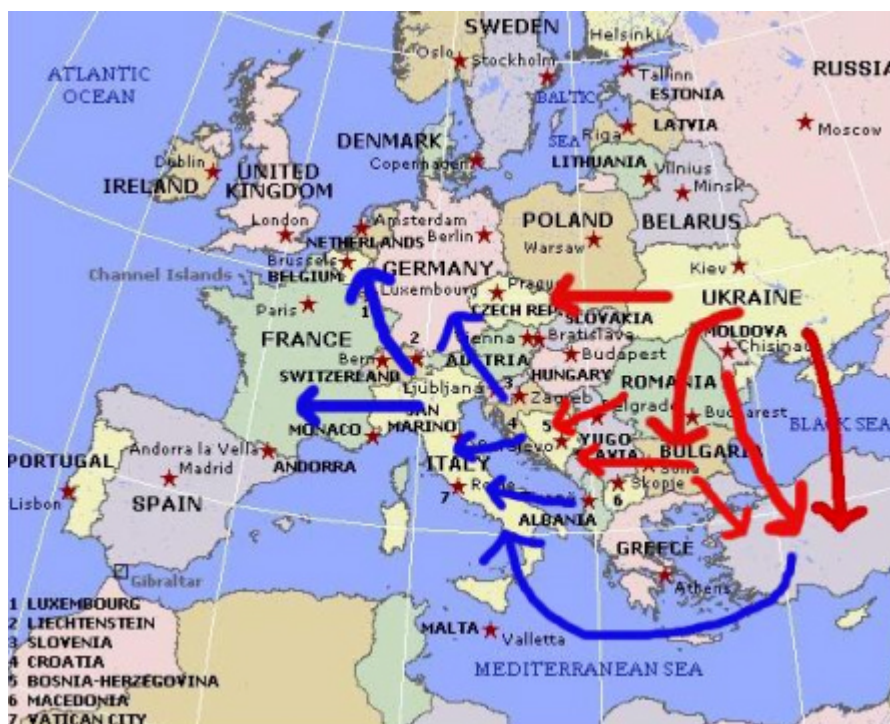 SWEDEN
Helsinki
Oslo
Stockholm
ATLANTIC
OCEAN
Tallinn
RUSSIA
BALTIC
ESTONIA
SEA
Riga
LATVIA
Moscow
DENMARK
Copenhagen
LITHUANIA
Vilnius
Dublin
IRELAND
UNITED
KINGDOM
Minsk
BELARUS
London
Amsterdam
NETHERLANDS
Berlin
POLAND
Warsaw
Brussels
BELGIUM
GERMANY
Kiev
Channel Islands
Luxembourg
UKRAINE
Paris
1
CZECH REP.
SLOVAKIA
MOLDOVA
Chisinau
FRANCE
2
Bratislava
Bern
AUSTRIA
Budapest
SWITZERLAND
Ljubljana
3
HUNGARY
ROMANIA
Zagreb
SAN
MARINO
4
5
Belgrade
Bucharest
BLACK SEA
MONACO
YUGO
BULGARIA
Andorra la Vella
ANDORRA
Madrid
ITALY
Skopje
PORTUGAL
Lisbon
SPAIN
7
6
ALBANIA
GREECE
Athens
Gibraltar
MALTA
Valletta
MEDITERRANEAN SEA
1 LUXEMBOURG
2 LIECHTENSTEIN
3 SLOVENIA
4 CROATIA
5 BOSNIA-HERZEGOVINA
6 MACEDONIA
7 VATICAN CITY